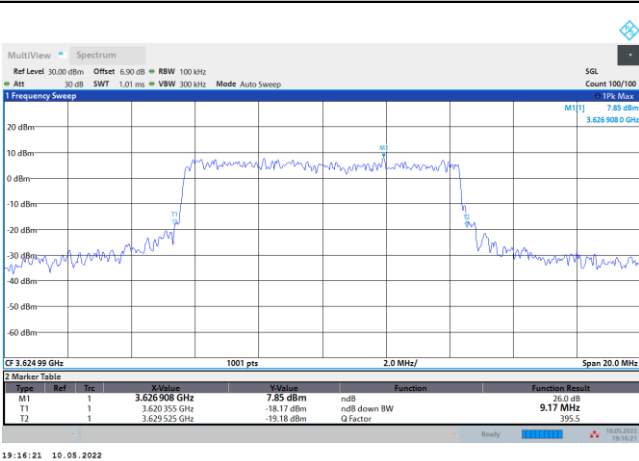 MultiView Spectrum
Ref Level 30.00 dBm Offset 6.90 dB RBW 100 kHz SGL
Att 30 dB SWT 1.01 ms VBW 300 kHz Mode Auto Sweep Count 100/100
1 Frequency Sweep 1Pk Max
M1[1] 7.85 dBm
3.626 908 0 GHz
20 dBm
M1
10 dBm
0 dBm
-10 dBm
T1 T2
-20 dBm
-30 dBm
-40 dBm
-50 dBm
-60 dBm
CF 3.624 99 GHz 1001 pts 2.0 MHz/ Span 20.0 MHz
2 Marker Table
Type Ref Trc X-Value Y-Value Function Function Result
M1 1 3.626 908 GHz 7.85 dBm ndB 26.0 dB
T1 1 3.620 355 GHz -18.17 dBm ndB down BW 9.17 MHz
T2 1 3.629 525 GHz -19.18 dBm Q Factor 395.5
Ready 10.05.2022
19:16:21
19:16:21 10.05.2022